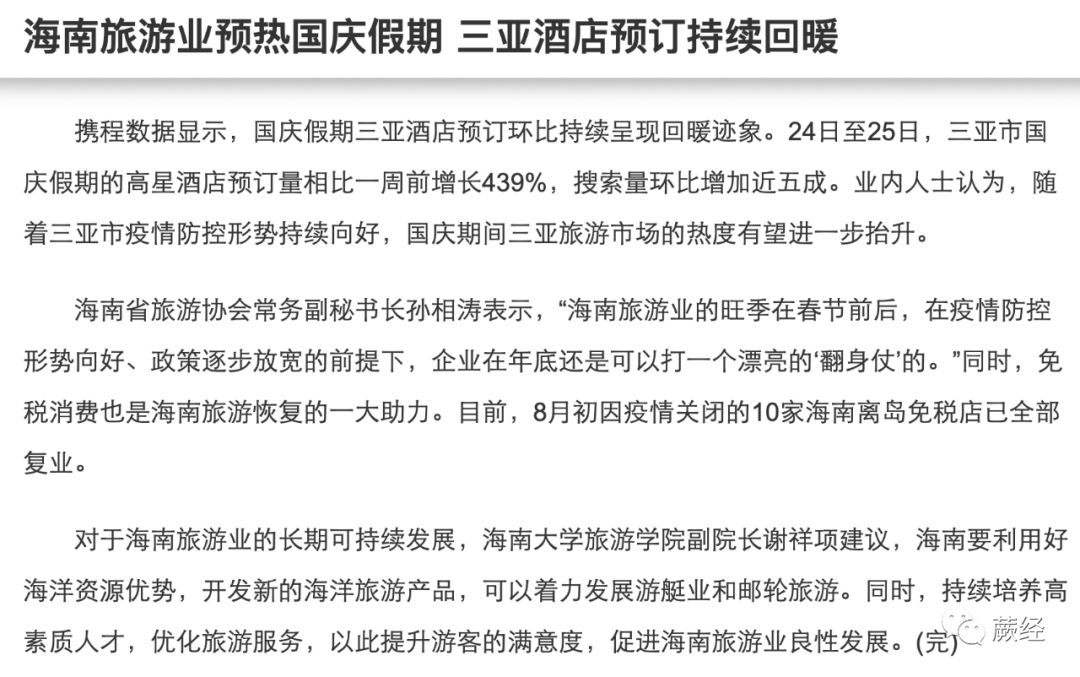 海南旅游业预热国庆假期 三亚酒店预订持续回暖
携程数据显示，国庆假期三亚酒店预订环比持续呈现回暖迹象。24日至25日，三亚市国
庆假期的高星酒店预订量相比一周前增长439%，搜索量环比增加近五成。业内人士认为，随
着三亚市疫情防控形势持续向好，国庆期间三亚旅游市场的热度有望进一步抬升。
海南省旅游协会常务副秘书长孙相涛表示，“海南旅游业的旺季在春节前后，在疫情防控
形势向好、政策逐步放宽的前提下，企业在年底还是可以打一个漂亮的‘翻身仗’的。”同时，免
税消费也是海南旅游恢复的一大助力。目前，8月初因疫情关闭的10家海南离岛免税店已全部
复业。
对于海南旅游业的长期可持续发展，海南大学旅游学院副院长谢祥项建议，海南要利用好
海洋资源优势，开发新的海洋旅游产品，可以着力发展游艇业和邮轮旅游。同时，持续培养高
素质人才，优化旅游服务，以此提升游客的满意度，促进海南旅游业良性发展。(完)
蕨经